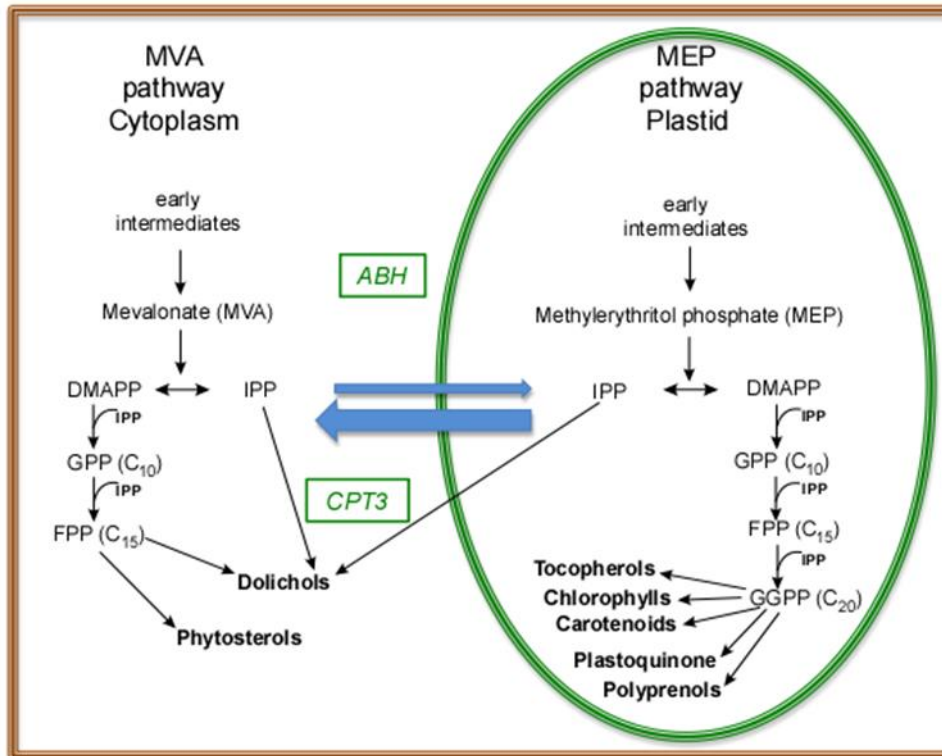 MVA
pathway
Cytoplasm
MEP
pathway
Plastid
early
intermediates
early
intermediates
ABH
Mevalonate (MVA)
Methylerythritol phosphate (MEP)
DMAPP
IPP
IPP
DMAPP
IPP
IPP
GPP (C₁₀)
GPP (C₁₀)
IPP
IPP
CPT3
FPP (C₁₅)
FPP (C₁₅)
IPP
Dolichols
Tocopherols
GGPP (C₂₀)
Chlorophylls
Carotenoids
Phytosterols
Plastoquinone
Polyprenols